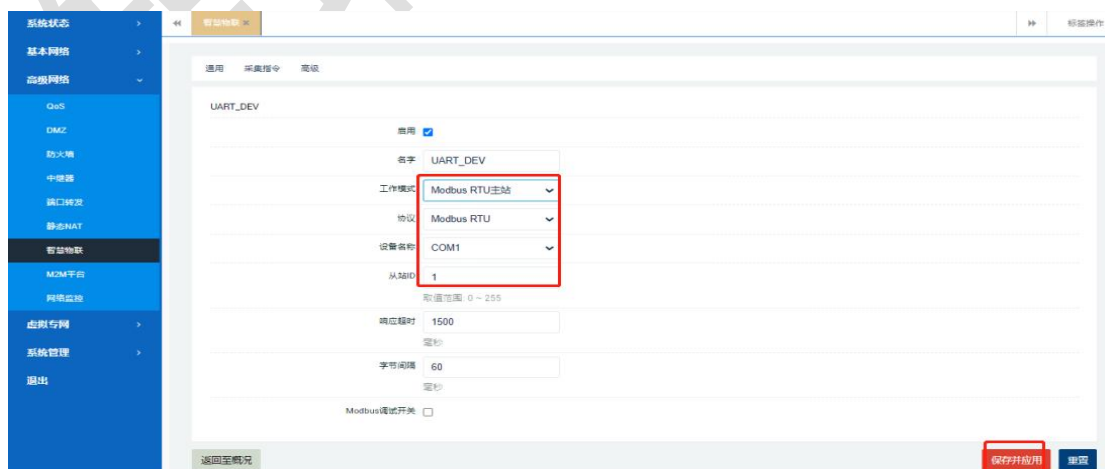 系统状态
智慧物联
标签操作
基本网络
高级网络
通用 采集指令 高级
QoS
UART_DEV
DMZ
启用
防火墙
名字 UART_DEV
中继器
工作模式 Modbus RTU主站
端口转发
协议 Modbus RTU
静态NAT
设备名称 COM1
智慧物联
从站ID 1
M2M平台
取值范围: 0 ~ 255
网络监控
响应超时 1500
毫秒
虚拟专网
系统管理
字节间隔 60
毫秒
退出
Modbus调试开关
返回至概况
保存并应用
重置